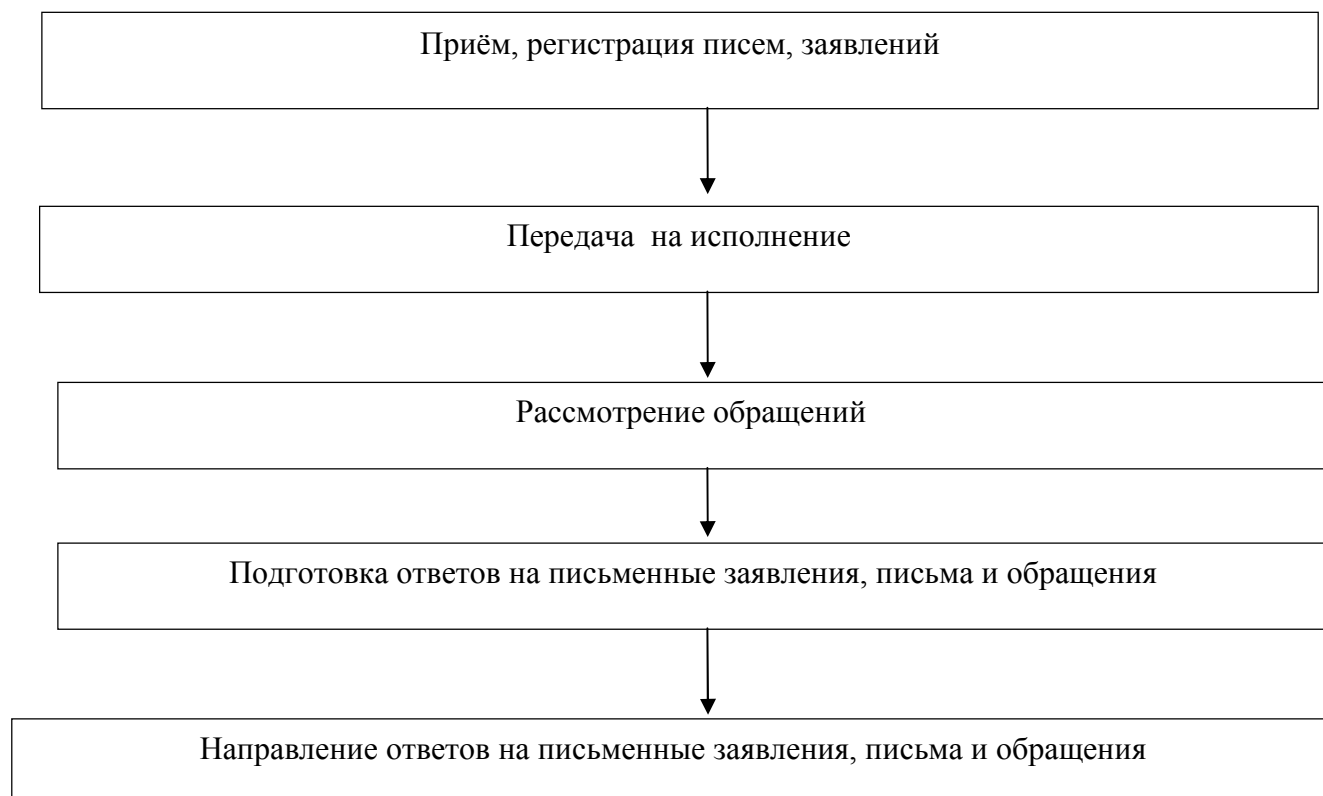 Приём, регистрация писем, заявлений
Передача  на исполнение
Рассмотрение обращений
Подготовка ответов на письменные заявления, письма и обращения
Направление ответов на письменные заявления, письма и обращения